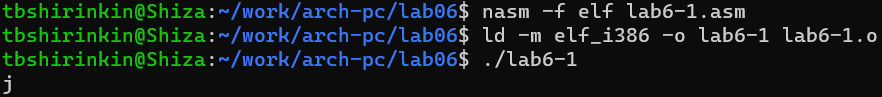 tbshirinkin@Shiza:~/work/arch-pc/lab06$ nasm -f elf lab6-1.asm
tbshirinkin@Shiza:~/work/arch-pc/lab06$ ld -m elf_i386 -o lab6-1 lab6-1.o
tbshirinkin@Shiza:~/work/arch-pc/lab06$ ./lab6-1
j